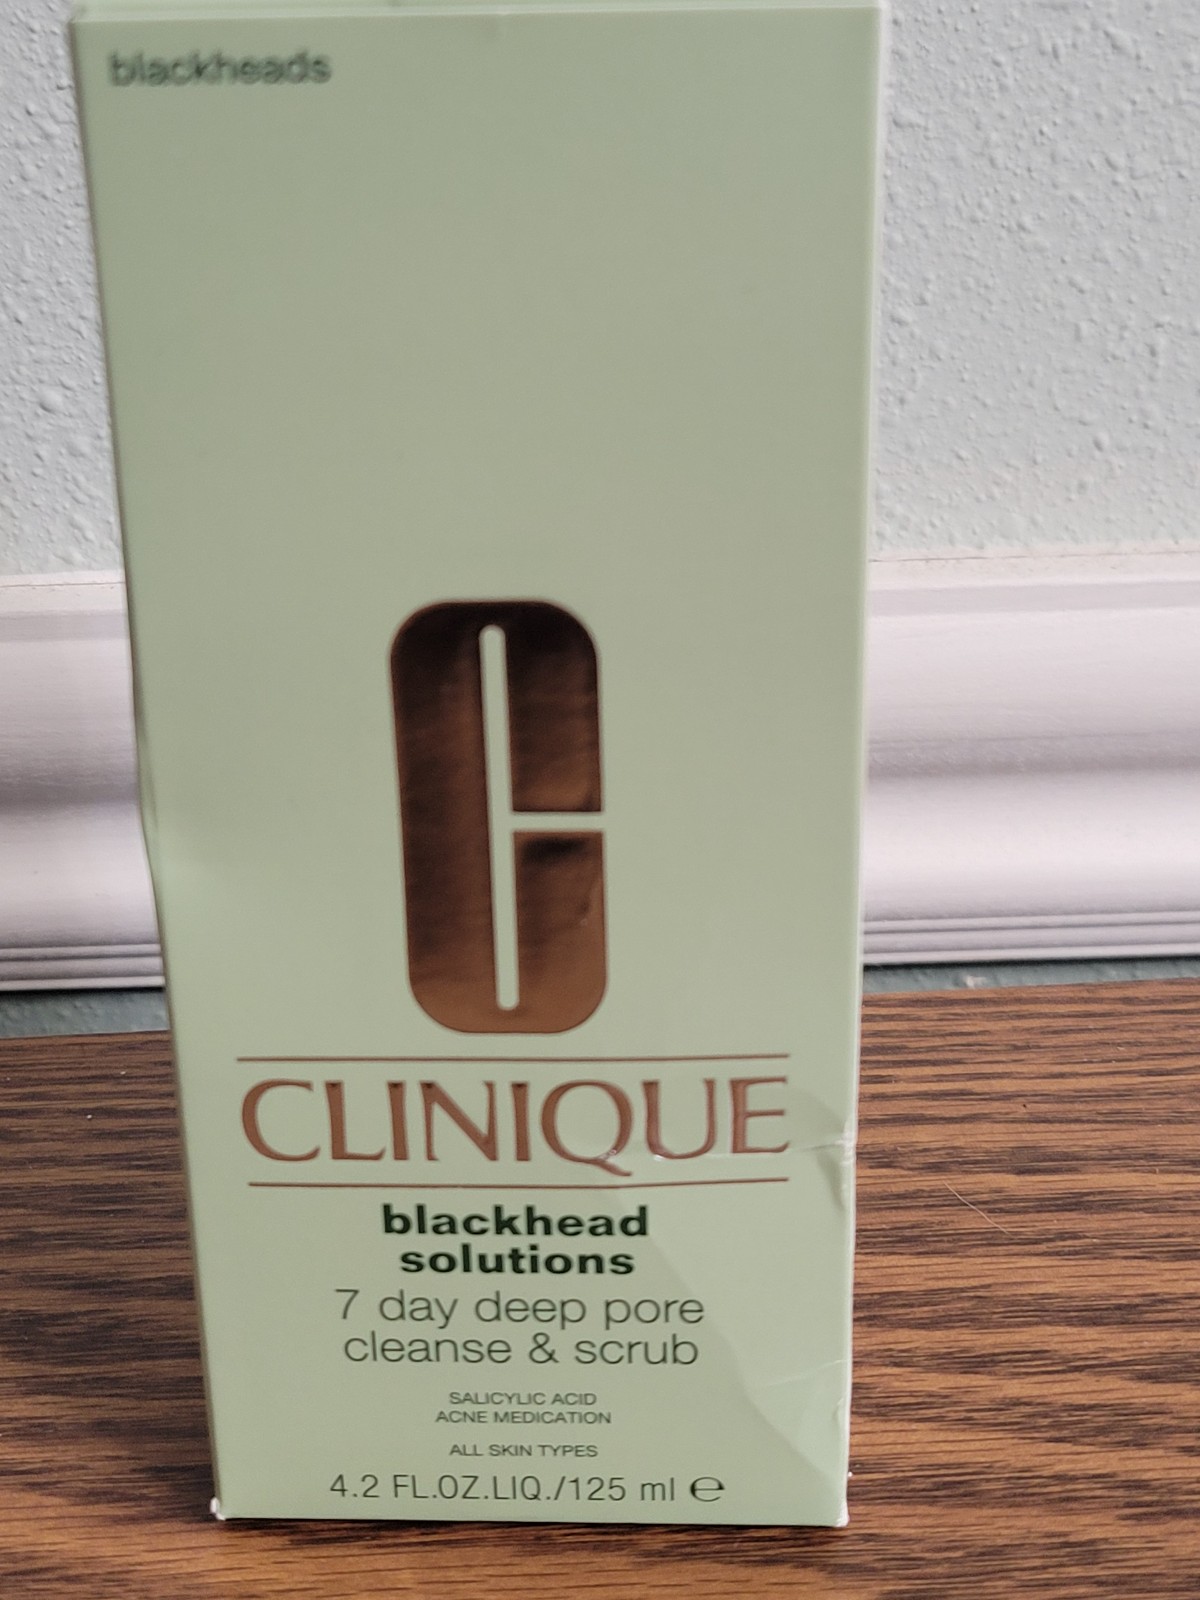 blackheads
C
CLINIQUE
blackhead
solutions
7 day deep pore
cleanse & scrub
SALICYLIC ACID
ACNE MEDICATION
ALL SKIN TYPES
4.2 FL.OZ.LIQ./125 ml ℮